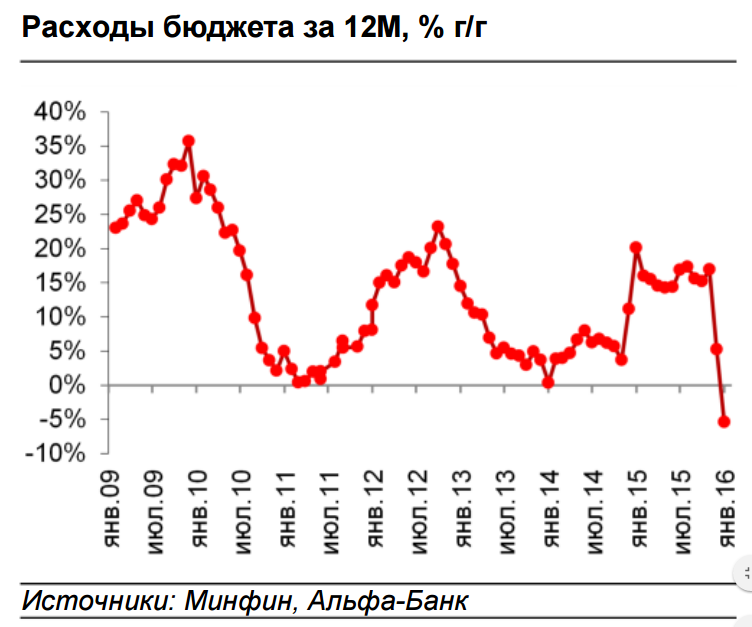 Расходы бюджета за 12М, % г/г
40%
35%
30%
25%
20%
15%
10%
5%
0%
-5%
-10%
янв.09
июл.09
янв.10
июл.10
янв.11
июл.11
янв.12
июл.12
янв.13
июл.13
янв.14
июл.14
янв.15
июл.15
янв.16
Источники: Минфин, Альфа-Банк